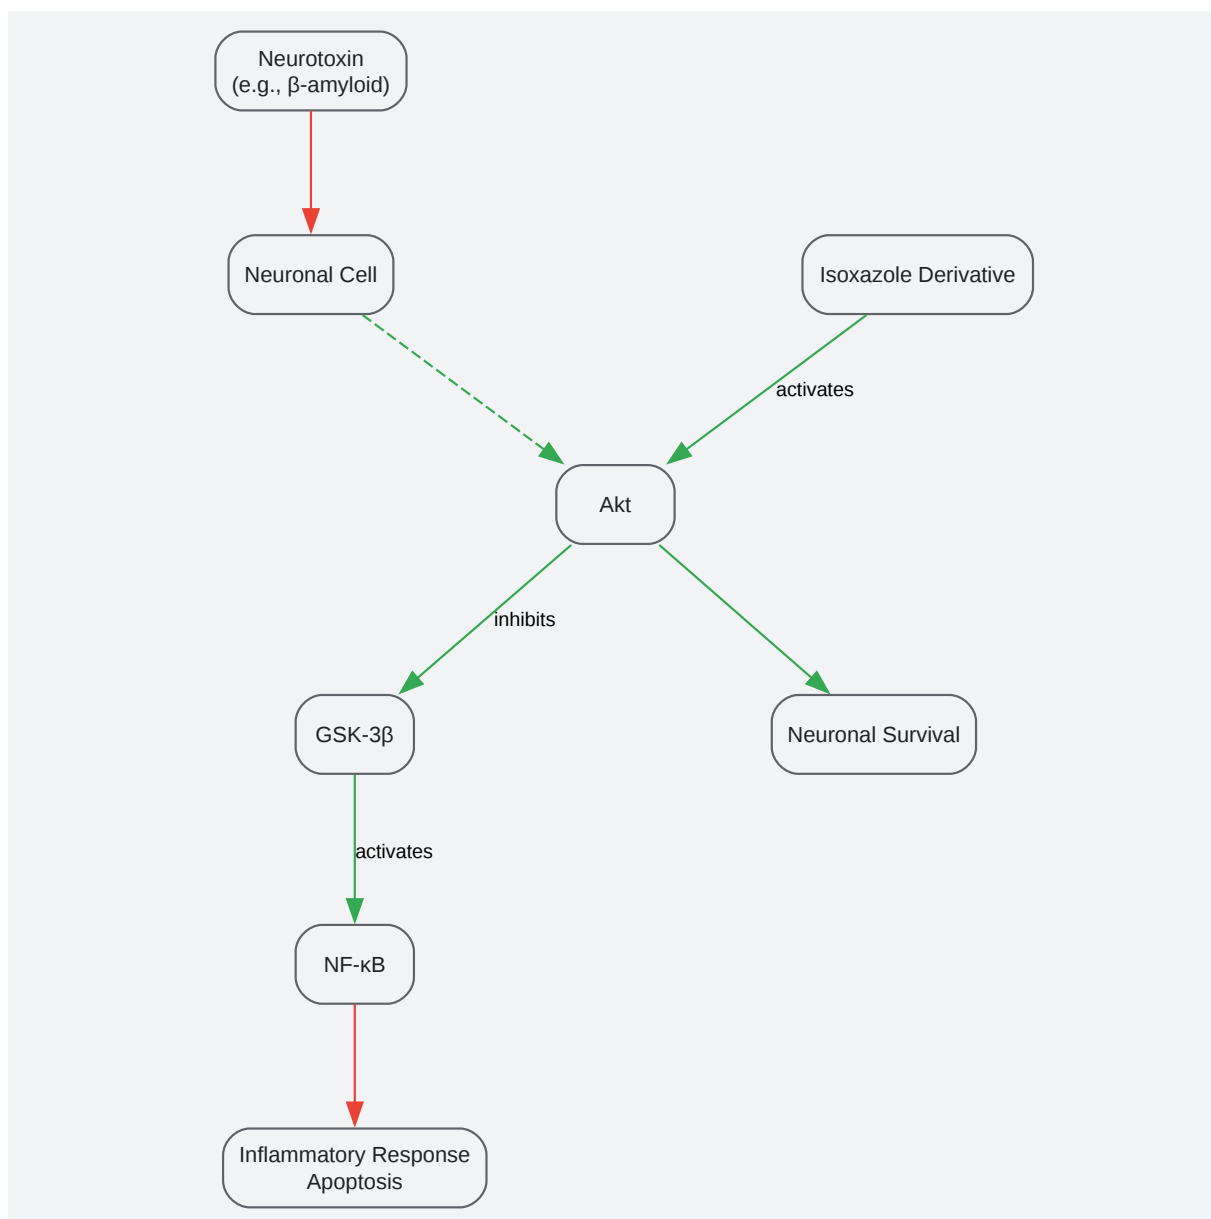 Neurotoxin
(e.g., β-amyloid)
Neuronal Cell
Isoxazole Derivative
activates
Akt
inhibits
GSK-3β
Neuronal Survival
activates
NF-κB
Inflammatory Response
Apoptosis